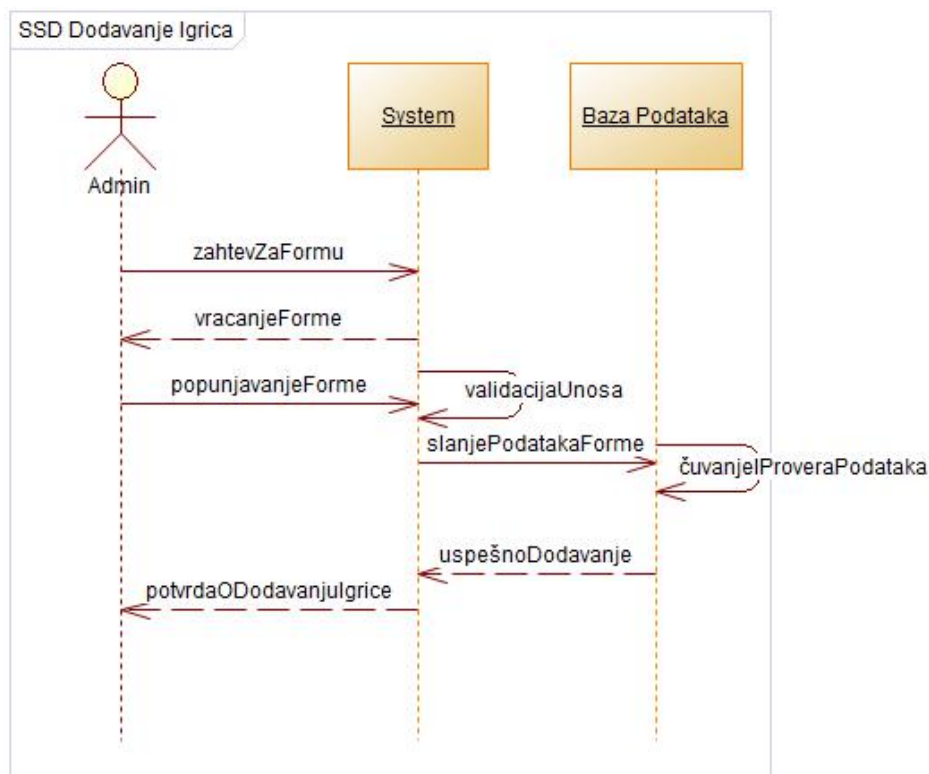 SSD Dodavanje Igrica
System
Baza Podataka
Admin
zahtevZaFormu
vracanjeForme
popunjavanjeForme
validacijaUnosa
slanjePodatakaForme
čuvanjeIProveraPodataka
uspešnoDodavanje
potvrdaODodavanjuIgrice